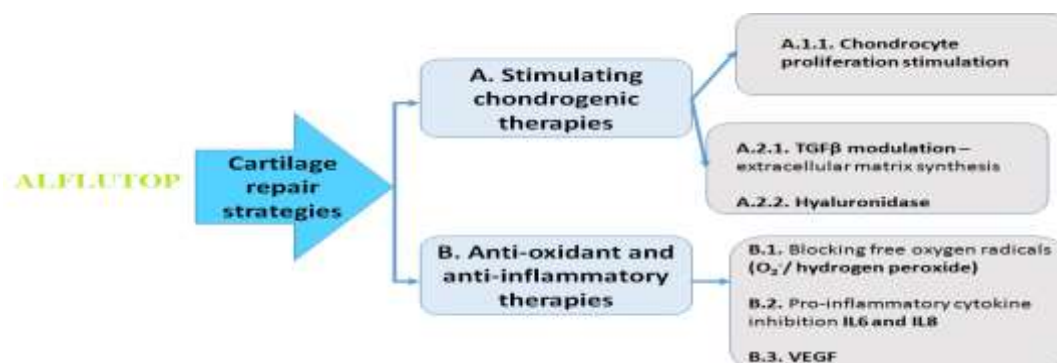 ALFLUTOP
Cartilage
repair
strategies
A. Stimulating
chondrogenic
therapies
A.1.1. Chondrocyte
proliferation stimulation
A.2.1. TGFβ modulation –
extracellular matrix synthesis
A.2.2. Hyaluronidase
B. Anti-oxidant and
anti-inflammatory
therapies
B.1. Blocking free oxygen radicals
(O₂⁻/ hydrogen peroxide)
B.2. Pro-inflammatory cytokine
inhibition IL6 and IL8
B.3. VEGF